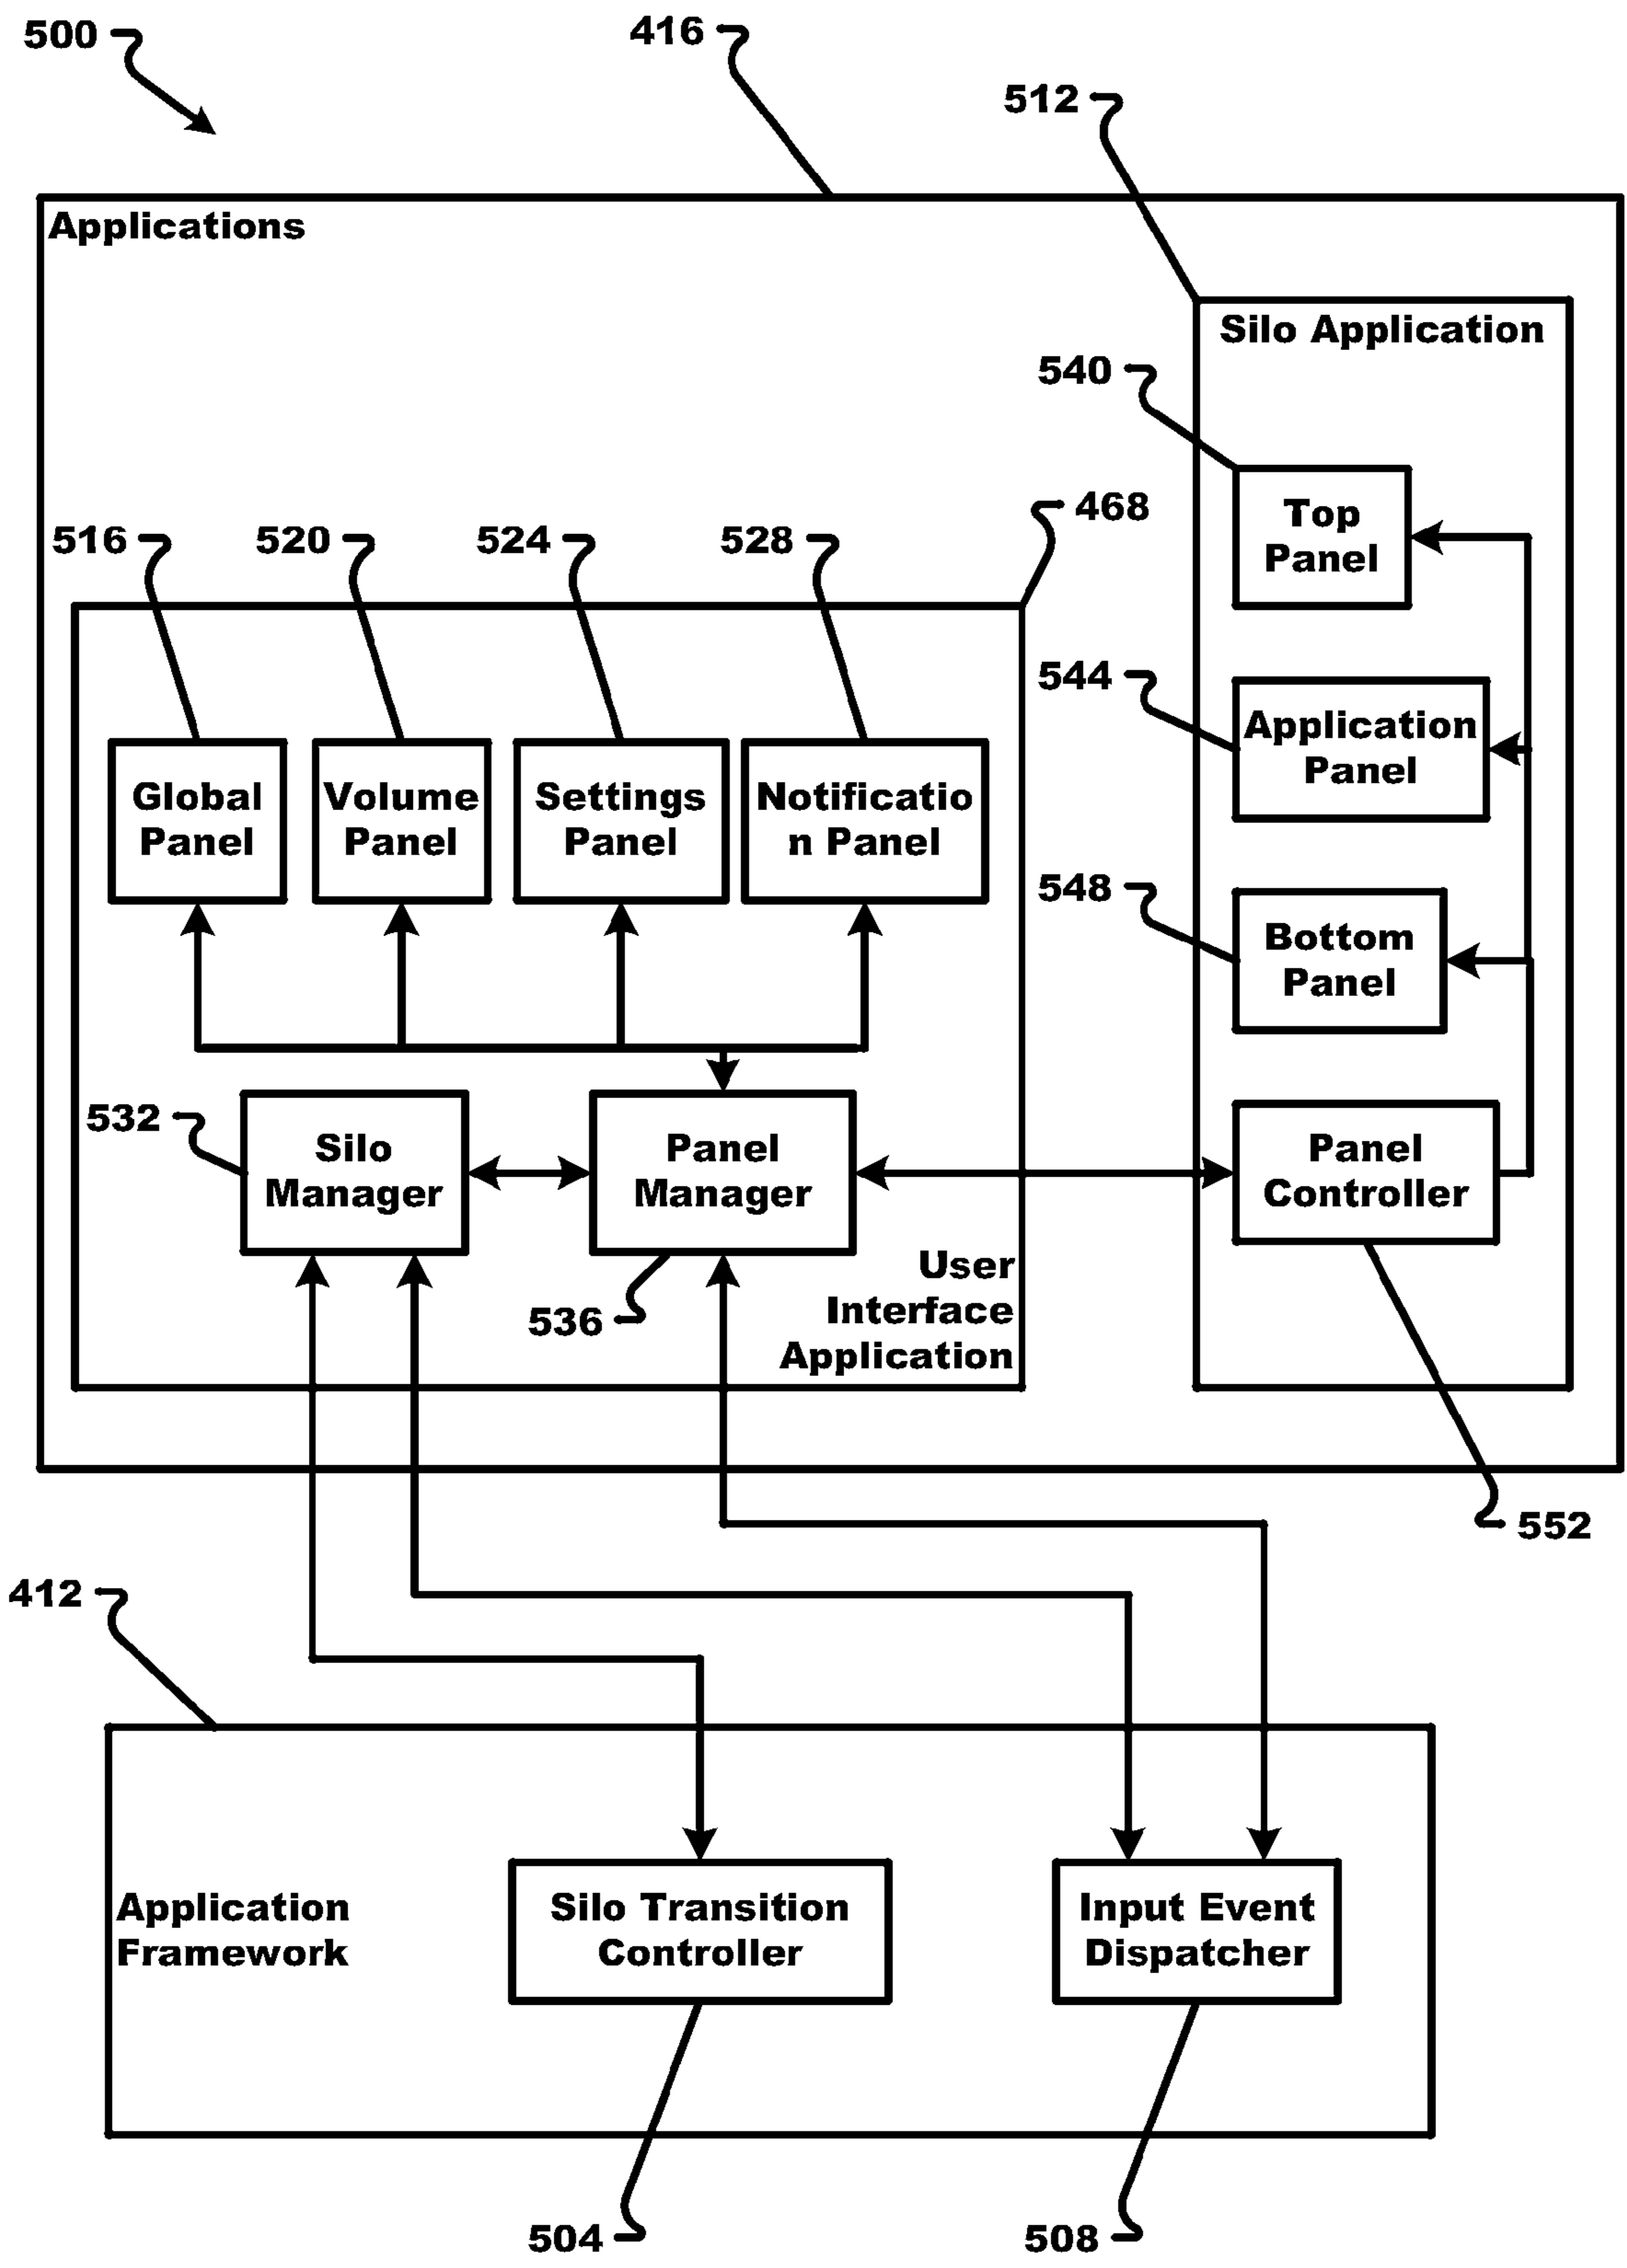 500
416
512
Applications
Silo Application
540
Top
Panel
468
516
520
524
528
544
Application
Panel
Global
Panel
Volume
Panel
Settings
Panel
Notificatio
n Panel
548
Bottom
Panel
532
Silo
Manager
Panel
Manager
Panel
Controller
536
User
Interface
Application
552
412
Application
Framework
Silo Transition
Controller
Input Event
Dispatcher
504
508